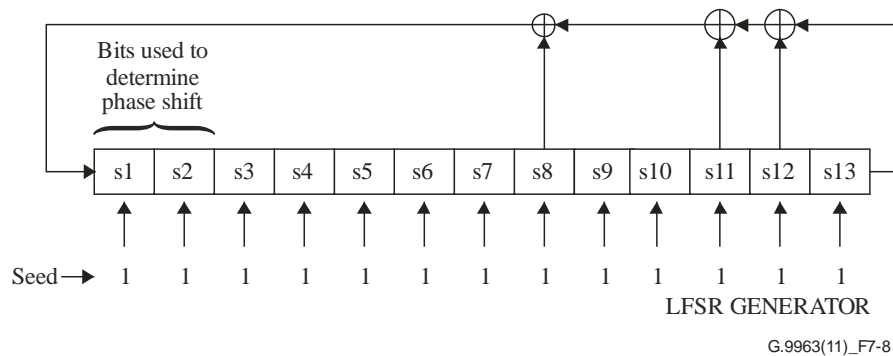 Bits used to
determine
phase shift
s1 s2 s3 s4 s5 s6 s7 s8 s9 s10 s11 s12 s13
Seed 1 1 1 1 1 1 1 1 1 1 1 1 1
LFSR GENERATOR
G.9963(11)_F7-8